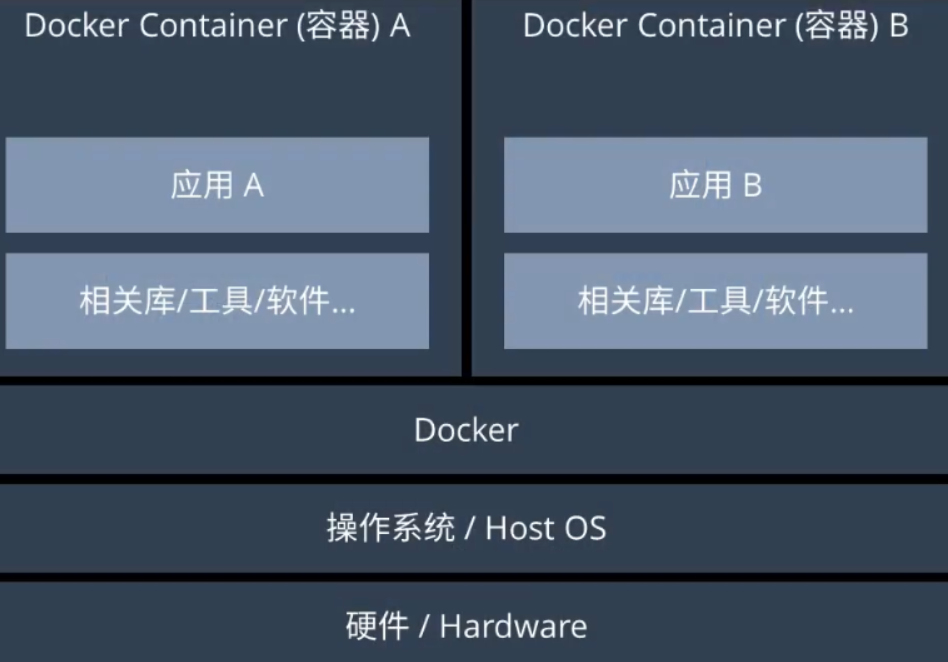 Docker Container (容器) A
Docker Container (容器) B
应用 A
应用 B
相关库/工具/软件...
相关库/工具/软件...
Docker
操作系统 / Host OS
硬件 / Hardware